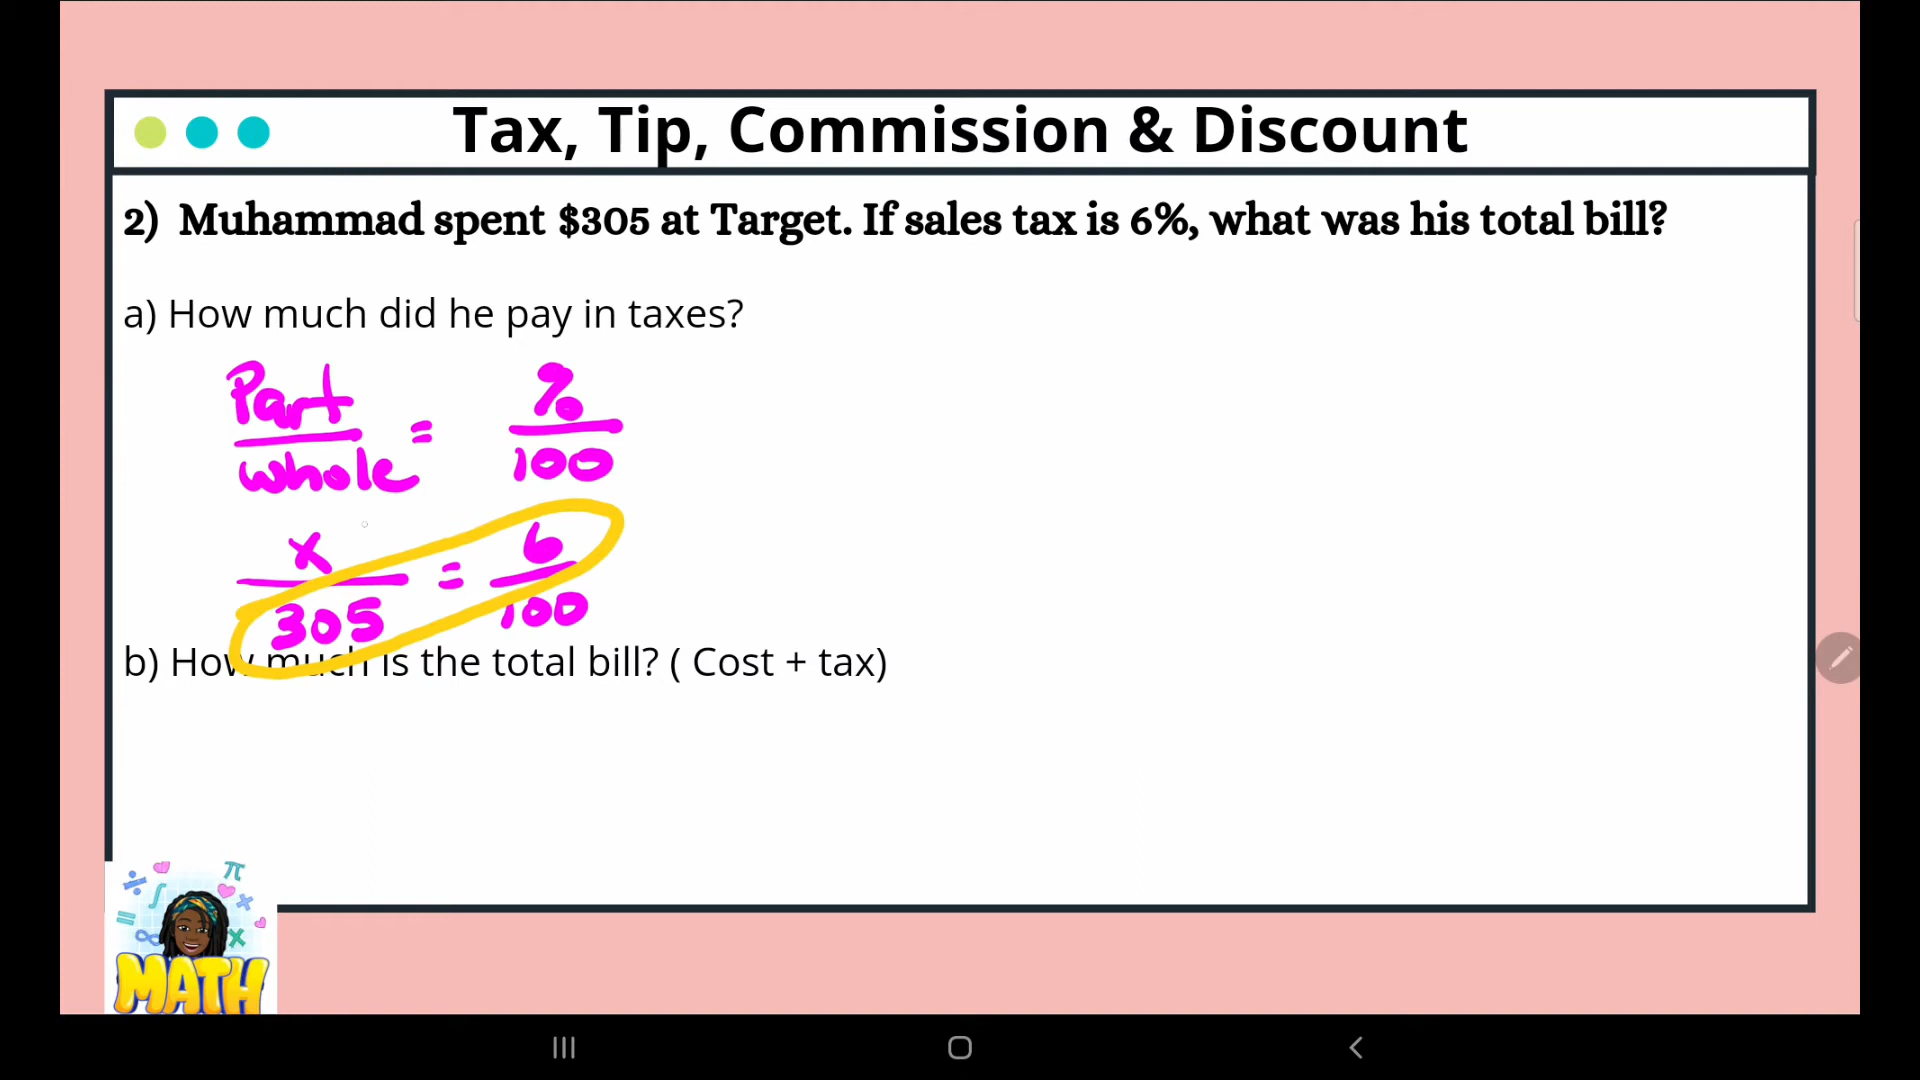 Tax, Tip, Commission & Discount
2) Muhammad spent $305 at Target. If sales tax is 6%, what was his total bill?
a) How much did he pay in taxes?
Part = %
whole 100
x = 6
305 100
b) How much is the total bill? ( Cost + tax)
÷ π
∫ ×
=
∞ ×
MATH